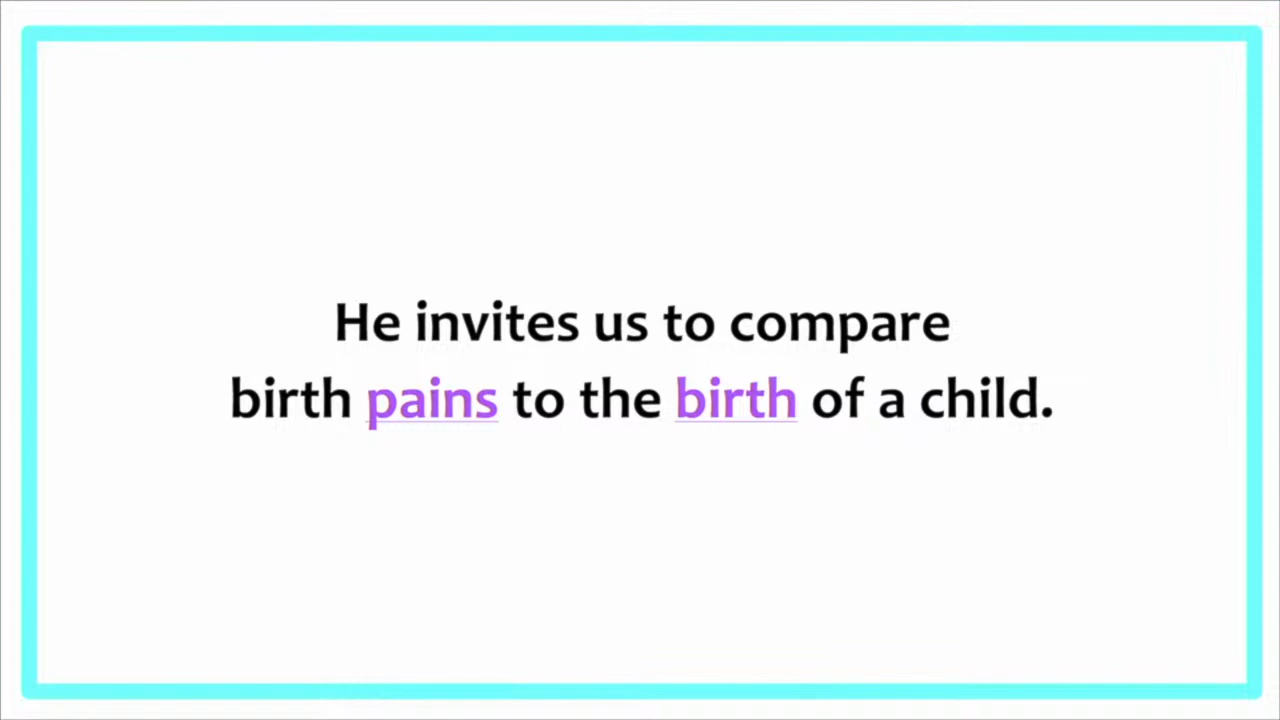 He invites us to compare
birth pains to the birth of a child.